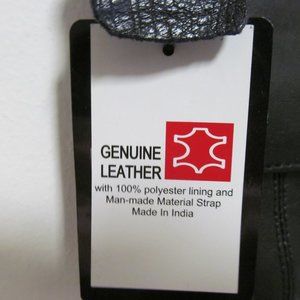 GENUINE
LEATHER
with 100% polyester lining and
Man-made Material Strap
Made In India